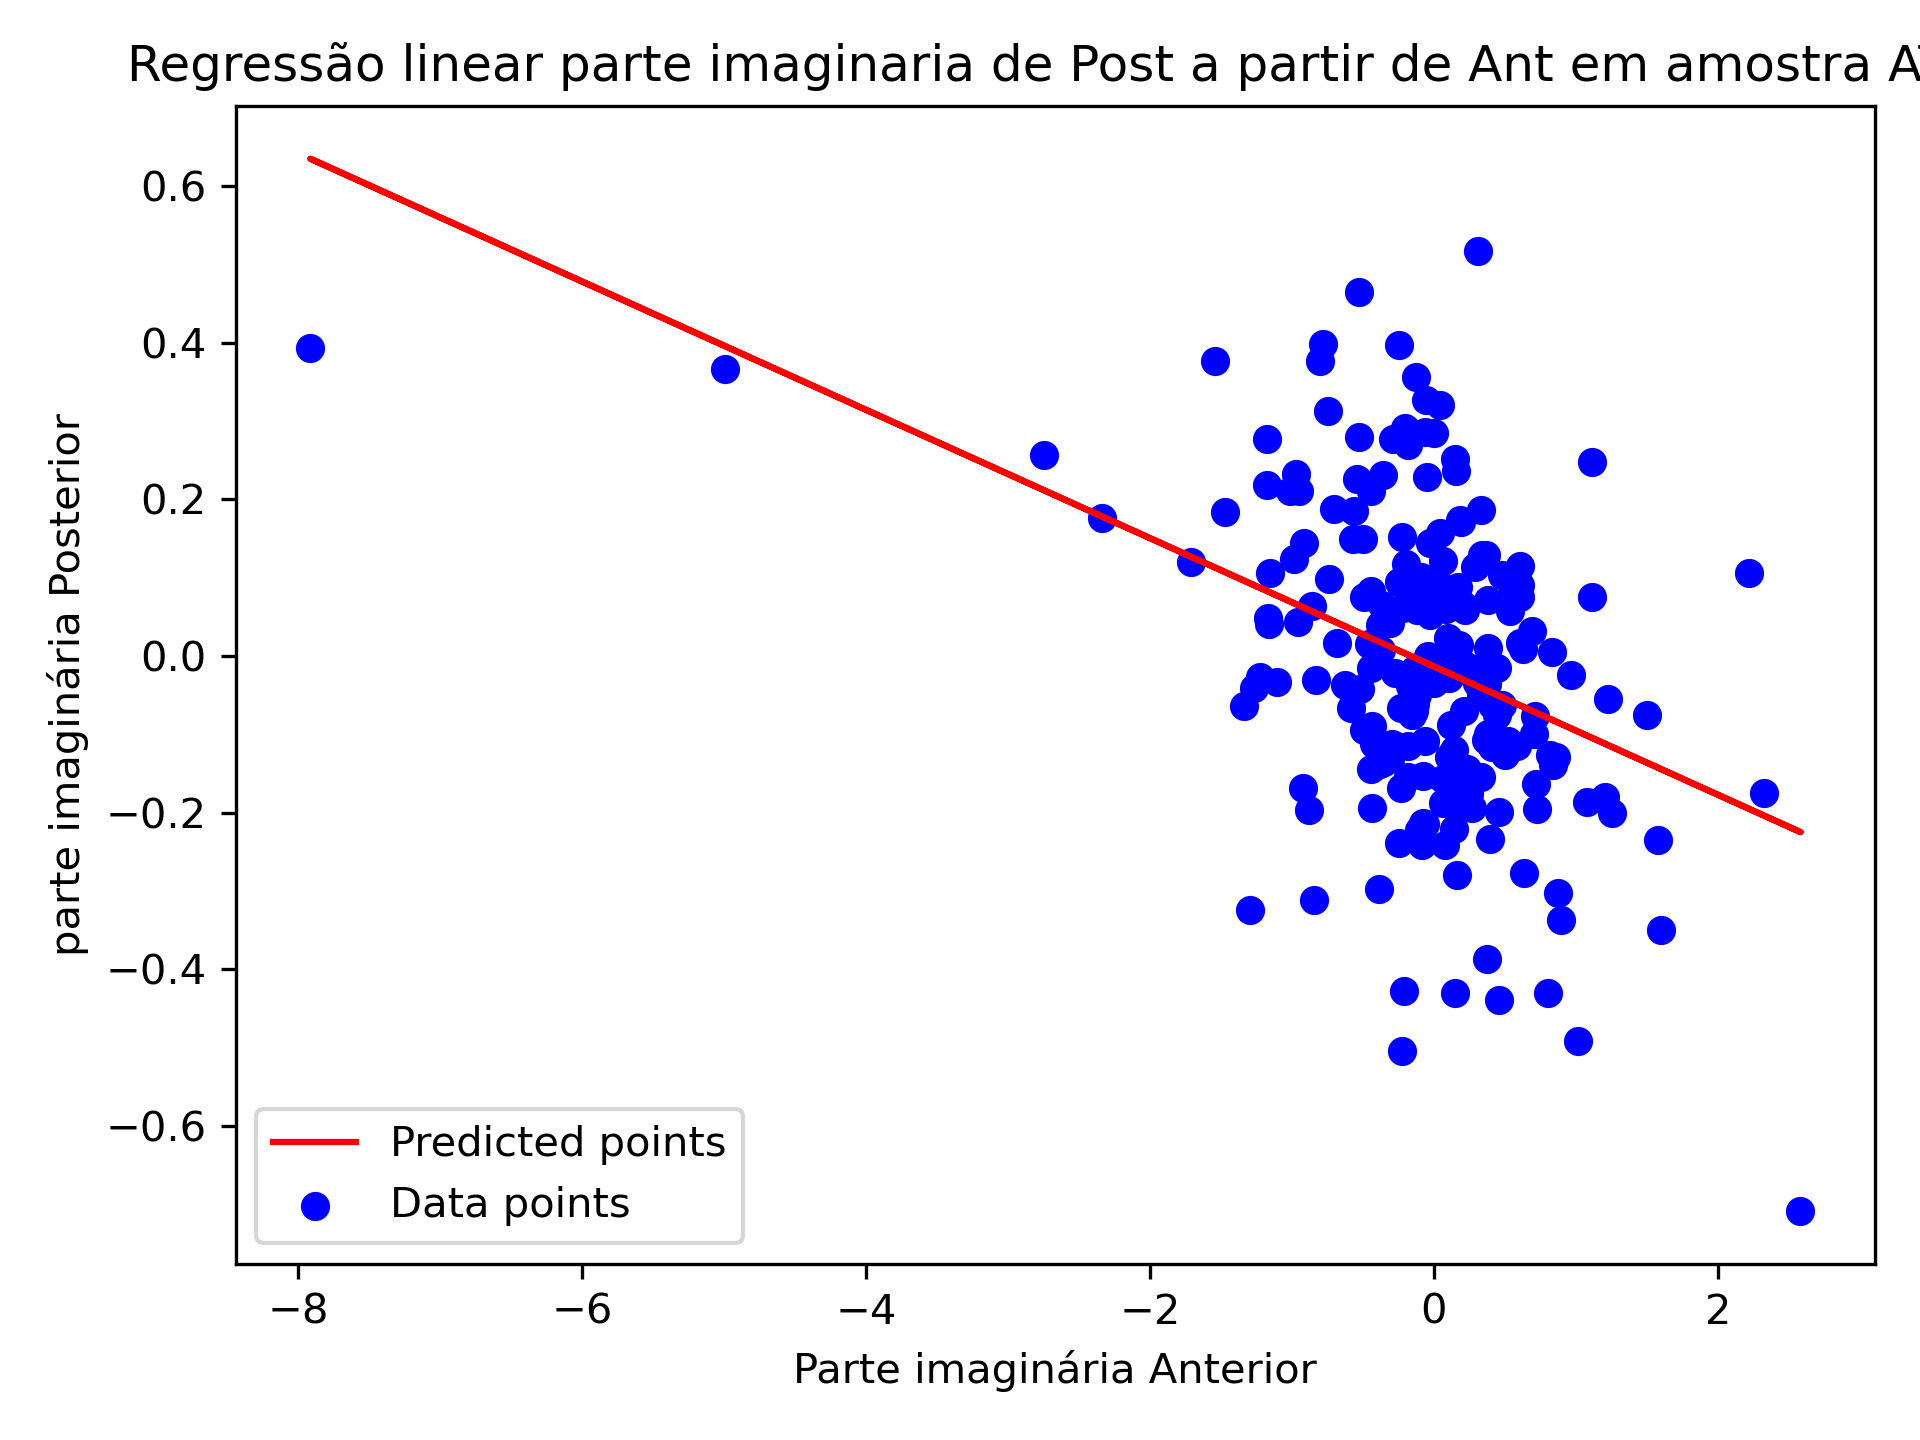 Regressão linear parte imaginaria de Post a partir de Ant em amostra
0.6
0.4
0.2
0.0
−0.2
−0.4
−0.6
parte imaginária Posterior
Predicted points
Data points
−8
−6
−4
−2
0
2
Parte imaginária Anterior